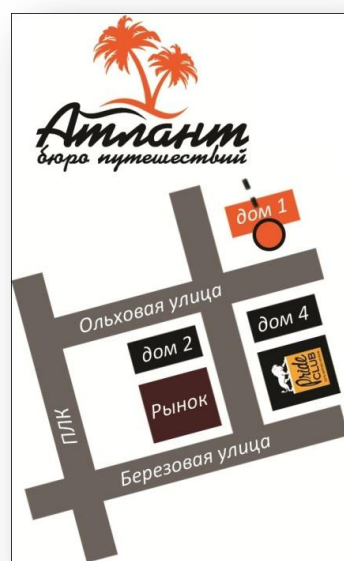 Атлант
бюро путешествий
дом 1
Ольховая улица
дом 4
дом 2
Pride
CLUB
Рынок
ПЛК
Березовая улица